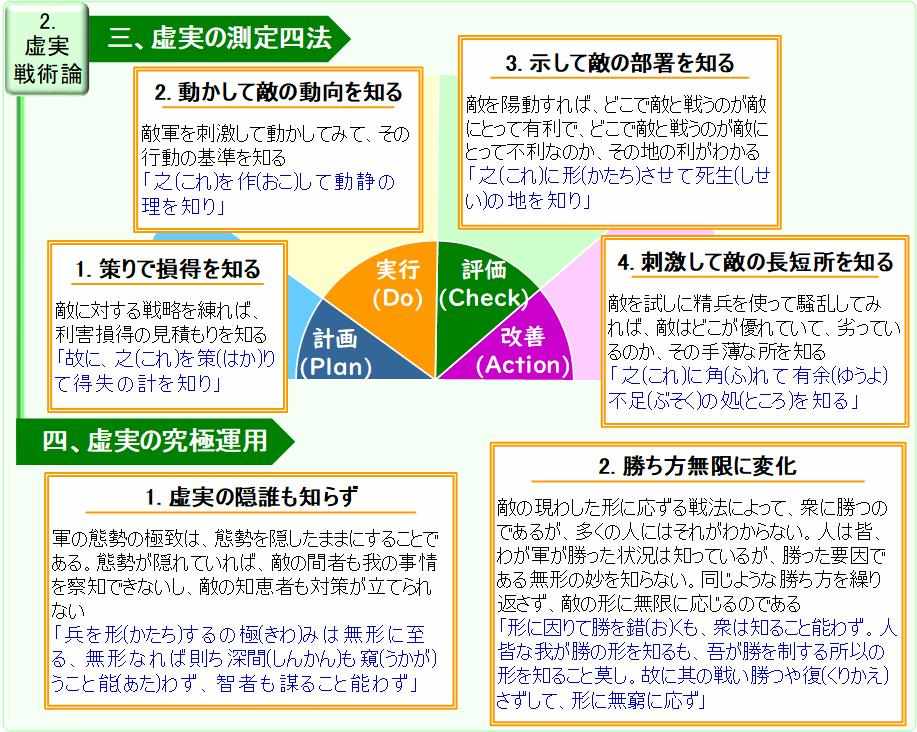 2.
虚実
戦術論
三、虚実の測定四法
1. 策りで損得を知る
敵に対する戦略を練れば、
利害損得の見積もりを知る
「故に、之(これ)を策(はか)り
て得失の計を知り」
2. 動かして敵の動向を知る
敵軍を刺激して動かしてみて、その
行動の基準を知る
「之(これ)を作(おこ)して動静の
理を知り」
3. 示して敵の部署を知る
敵を陽動すれば、どこで敵と戦うのが敵
にとって有利で、どこで敵と戦うのが敵に
とって不利なのか、その地の利がわかる
「之(これ)に形(かたち)させて死生(しせ
い)の地を知り」
4. 刺激して敵の長短所を知る
敵を試しに精兵を使って騒乱してみ
れば、敵はどこが優れていて、劣ってい
るのか、その手薄な所を知る
「之(これ)に角(ふ)れて有余(ゆうよ)
不足(ぶそく)の処(ところ)を知る」
計画
(Plan)
実行
(Do)
評価
(Check)
改善
(Action)
四、虚実の究極運用
1. 虚実の隠誰も知らず
軍の態勢の極致は、態勢を隠したままにすることで
ある。態勢が隠れていれば、敵の間者も我の事情
を察知できないし、敵の知恵者も対策が立てられ
ない
「兵を形(かたち)するの極(きわ)みは無形に至
る、無形なれば則ち深間(しんかん)も窺(うかが)
うこと能(あた)わず、智者も謀ること能わず」
2. 勝ち方無限に変化
敵の現わした形に応ずる戦法によって、衆に勝つの
であるが、多くの人にはそれがわからない。人は皆、
わが軍が勝った状況は知っているが、勝った要因で
ある無形の妙を知らない。同じような勝ち方を繰り
返さず、敵の形に無限に応じるのである
「形に因りて勝を錯(お)くも、衆は知ること能わず。人
皆な我が勝の形を知るも、吾が勝を制する所以の
形を知ること莫し。故に其の戦い勝つや復(くりかえ)
さずして、形に無窮に応ず」